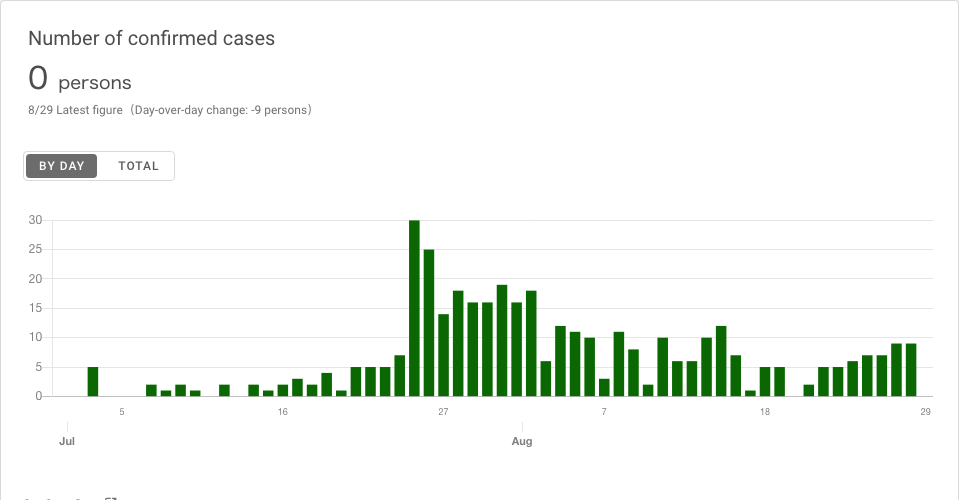 Number of confirmed cases
0 persons
8/29 Latest figure（Day-over-day change: -9 persons）
BY DAY TOTAL
30
25
20
15
10
5
0
5 16 27 7 18 29
Jul Aug